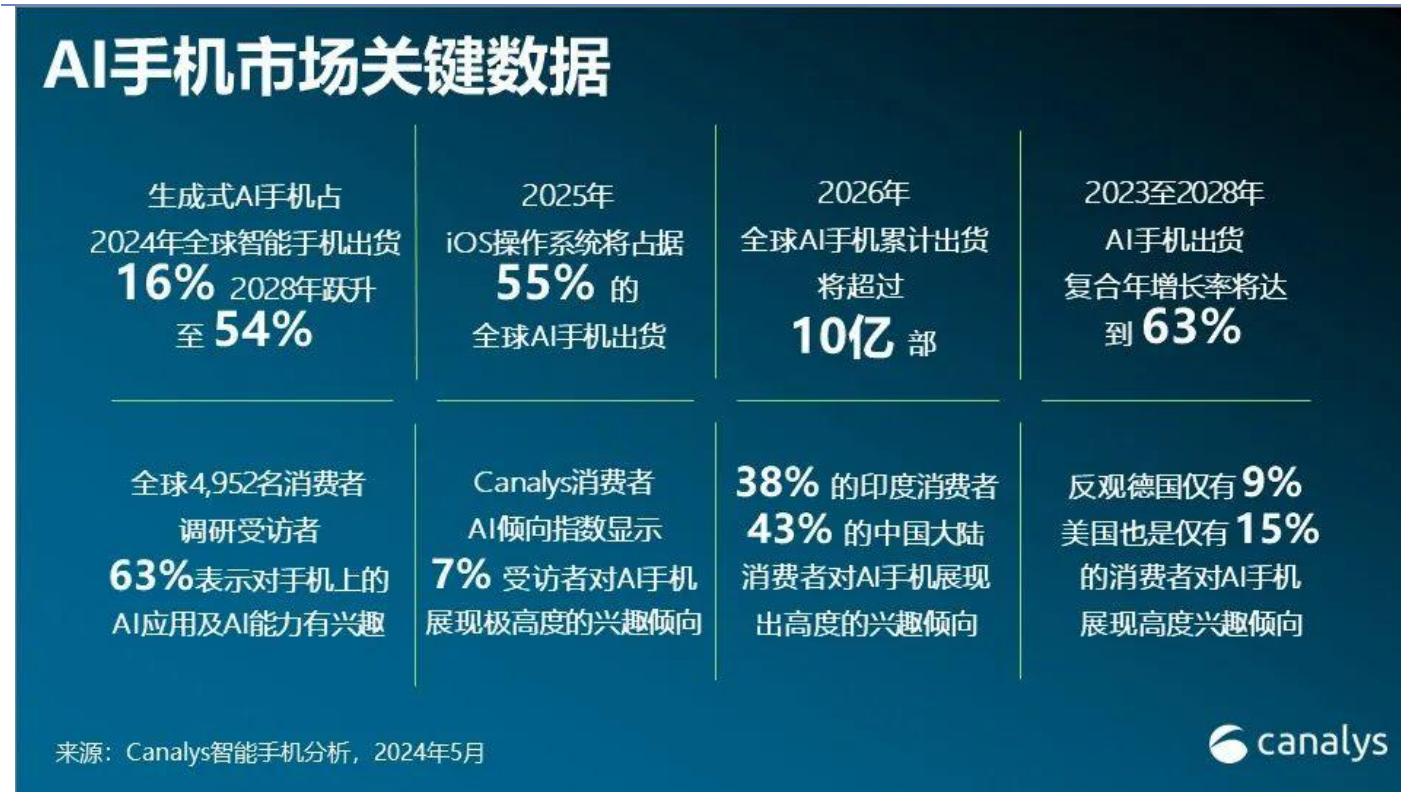 AI手机市场关键数据
生成式AI手机占
2024年全球智能手机出货
16% 2028年跃升
至 54%
2025年
iOS操作系统将占据
55% 的
全球AI手机出货
2026年
全球AI手机累计出货
将超过
10亿 部
2023至2028年
AI手机出货
复合年增长率将达
到 63%
全球4,952名消费者
调研受访者
63%表示对手机上的
AI应用及AI能力有兴趣
Canalys消费者
AI倾向指数显示
7% 受访者对AI手机
展现极高度的兴趣倾向
38% 的印度消费者
43% 的中国大陆
消费者对AI手机展现
出高度的兴趣倾向
反观德国仅有 9%
美国也是仅有 15%
的消费者对AI手机
展现高度兴趣倾向
来源：Canalys智能手机分析，2024年5月
canalys